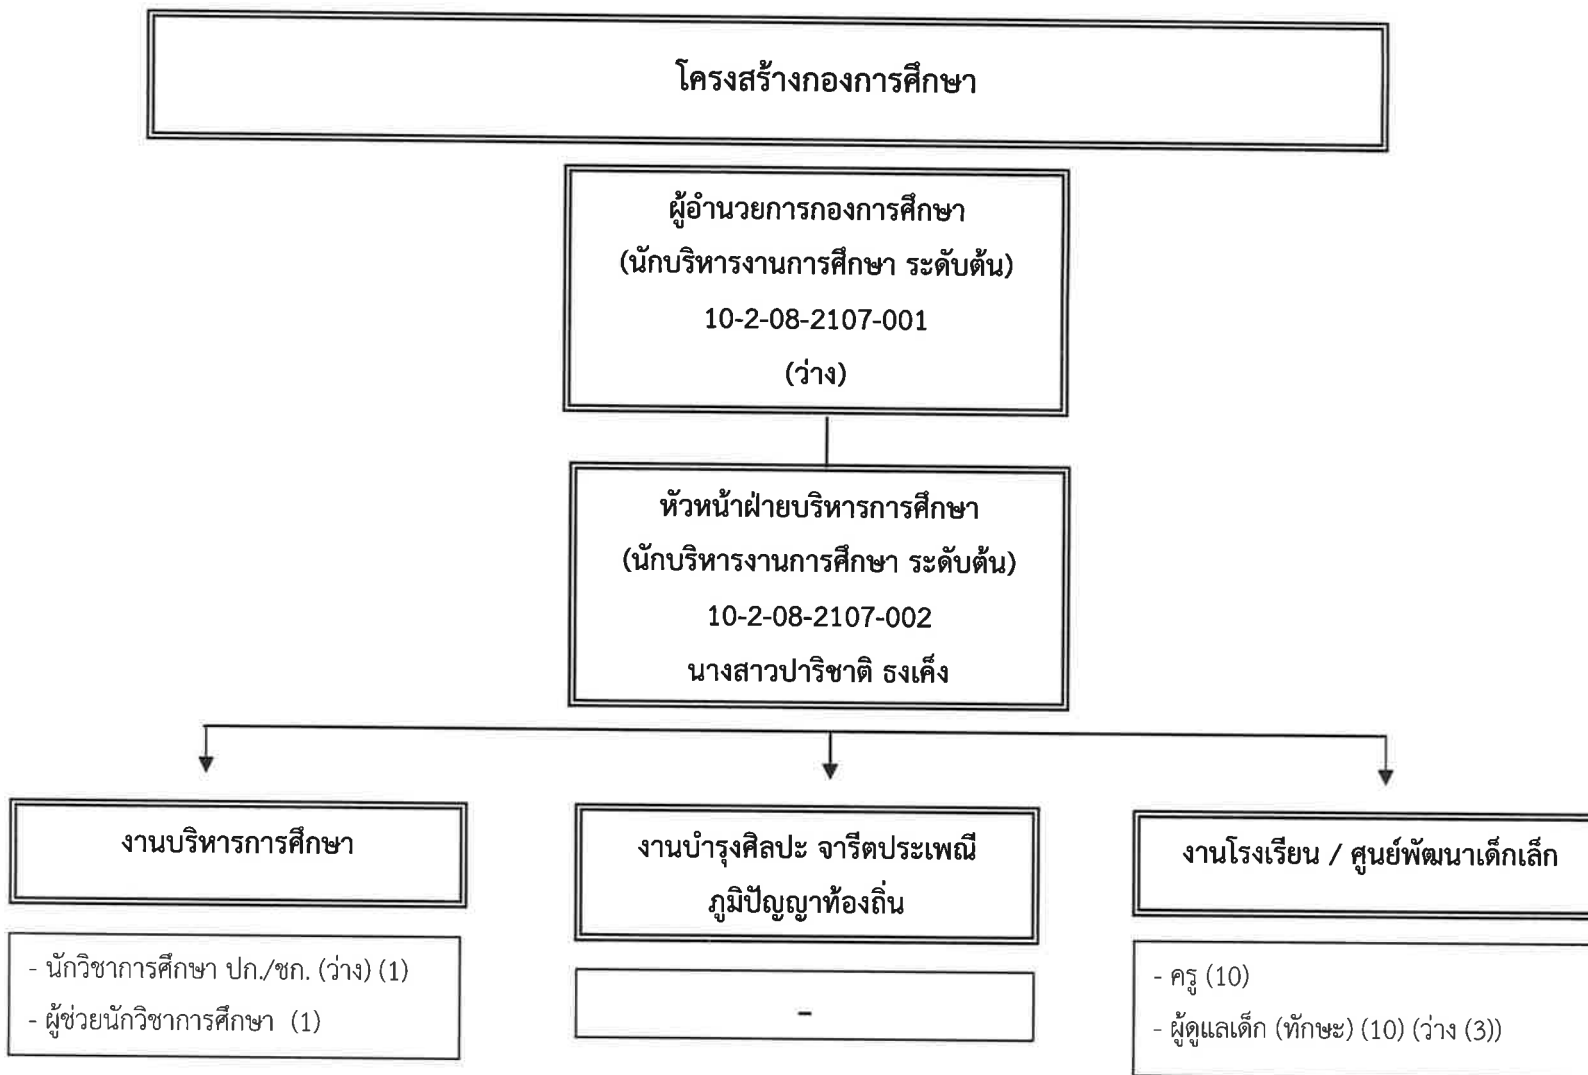 โครงสร้างกองการศึกษา
ผู้อำนวยการกองการศึกษา
(นักบริหารงานการศึกษา ระดับต้น)
10-2-08-2107-001
(ว่าง)
หัวหน้าฝ่ายบริหารการศึกษา
(นักบริหารงานการศึกษา ระดับต้น)
10-2-08-2107-002
นางสาวปาริชาติ ธงเค็ง
งานบริหารการศึกษา
- นักวิชาการศึกษา ปก./ชก. (ว่าง) (1)
- ผู้ช่วยนักวิชาการศึกษา (1)
งานบำรุงศิลปะ จารีตประเพณี
ภูมิปัญญาท้องถิ่น
-
งานโรงเรียน / ศูนย์พัฒนาเด็กเล็ก
- ครู (10)
- ผู้ดูแลเด็ก (ทักษะ) (10) (ว่าง (3))